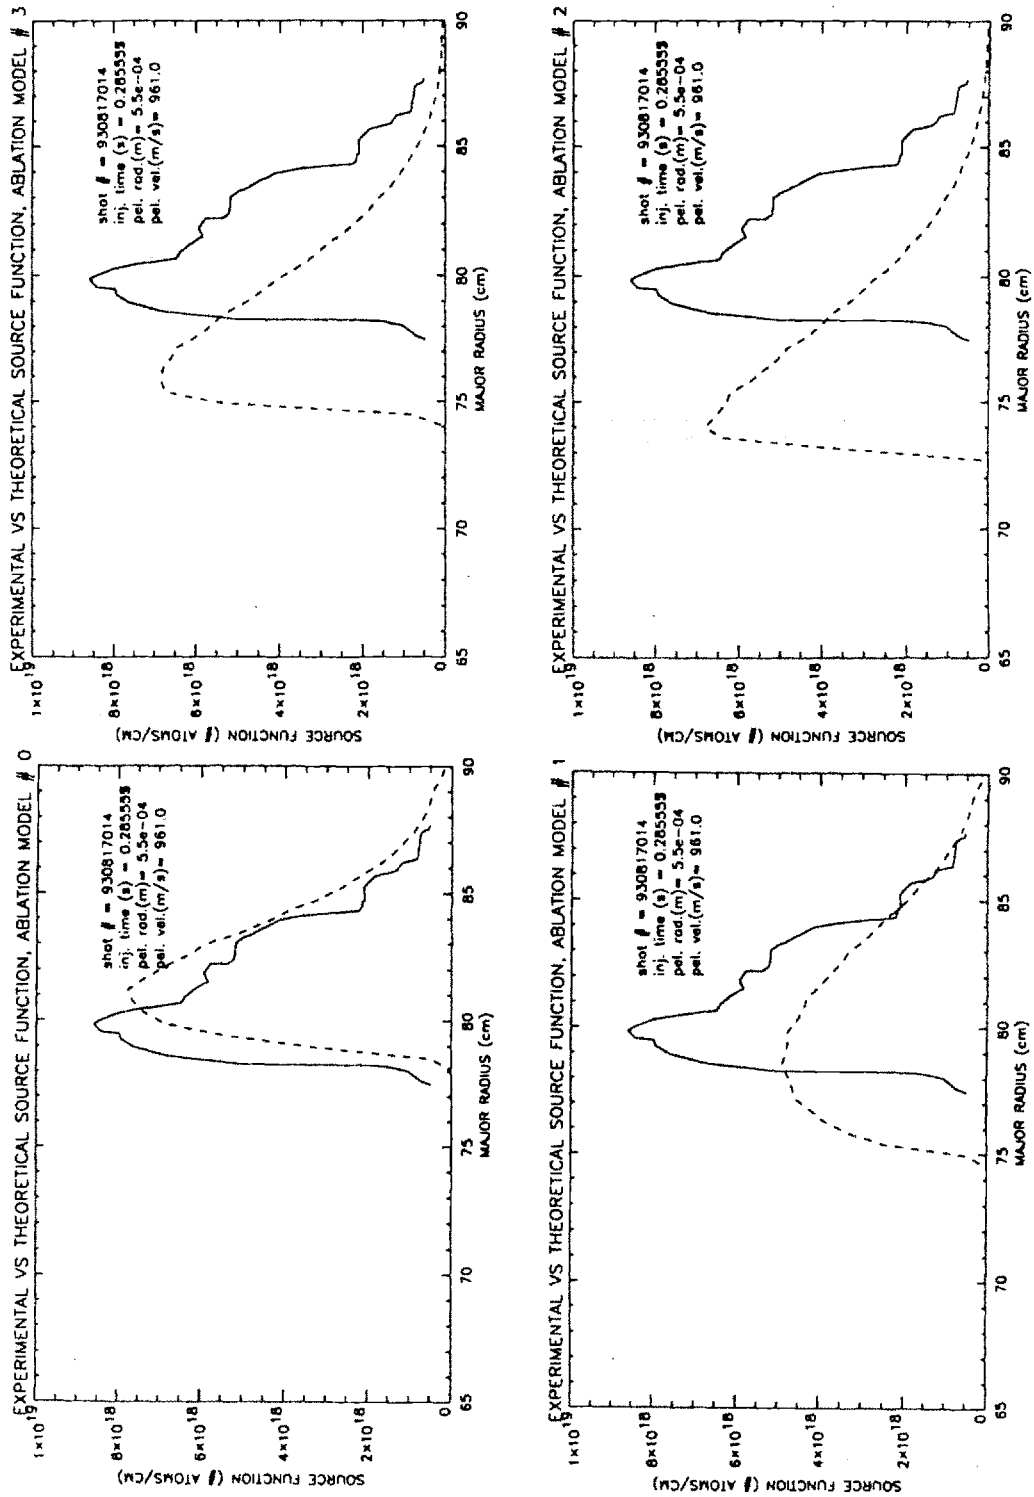 EXPERIMENTAL VS THEORETICAL SOURCE FUNCTION, ABLATION MODEL # 0
shot # = 930817014
inj. time (s) = 0.285555
pel. rad.(m)= 5.5e-04
pel. vel.(m/s)= 961.0
SOURCE FUNCTION (# ATOMS/CM)
1×10^19
8×10^18
6×10^18
4×10^18
2×10^18
0
65
70
75
80
85
90
MAJOR RADIUS (cm)
EXPERIMENTAL VS THEORETICAL SOURCE FUNCTION, ABLATION MODEL # 3
shot # = 930817014
inj. time (s) = 0.285555
pel. rad.(m)= 5.5e-04
pel. vel.(m/s)= 961.0
SOURCE FUNCTION (# ATOMS/CM)
1×10^19
8×10^18
6×10^18
4×10^18
2×10^18
0
65
70
75
80
85
90
MAJOR RADIUS (cm)
EXPERIMENTAL VS THEORETICAL SOURCE FUNCTION, ABLATION MODEL # 1
shot # = 930817014
inj. time (s) = 0.285555
pel. rad.(m)= 5.5e-04
pel. vel.(m/s)= 961.0
SOURCE FUNCTION (# ATOMS/CM)
1×10^19
8×10^18
6×10^18
4×10^18
2×10^18
0
65
70
75
80
85
90
MAJOR RADIUS (cm)
EXPERIMENTAL VS THEORETICAL SOURCE FUNCTION, ABLATION MODEL # 2
shot # = 930817014
inj. time (s) = 0.285555
pel. rad.(m)= 5.5e-04
pel. vel.(m/s)= 961.0
SOURCE FUNCTION (# ATOMS/CM)
1×10^19
8×10^18
6×10^18
4×10^18
2×10^18
0
65
70
75
80
85
90
MAJOR RADIUS (cm)